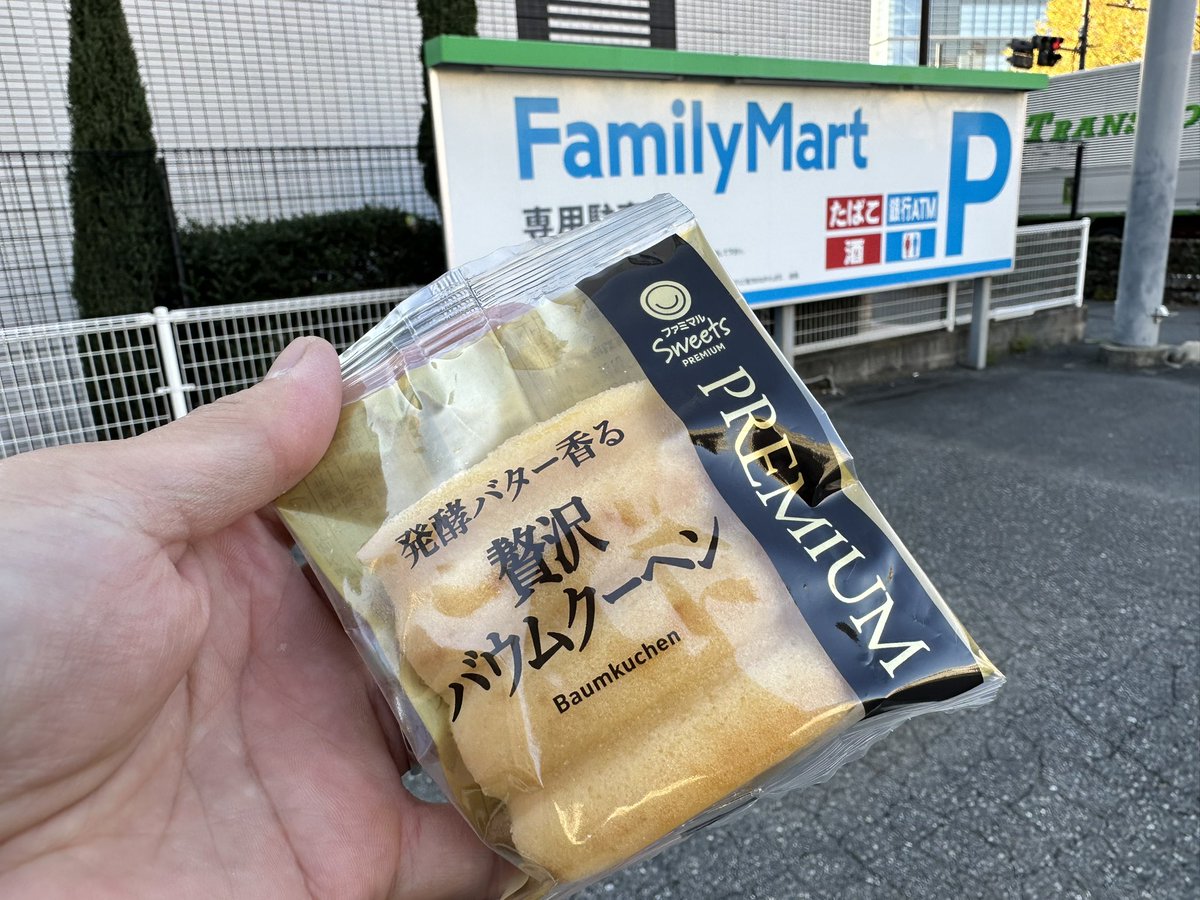 FamilyMart
P
専用駐
たばこ
銀行ATM
酒
TRANS
ファミマル
Sweets
PREMIUM
PREMIUM
発酵バター香る
贅沢
バウムクーヘン
Baumkuchen